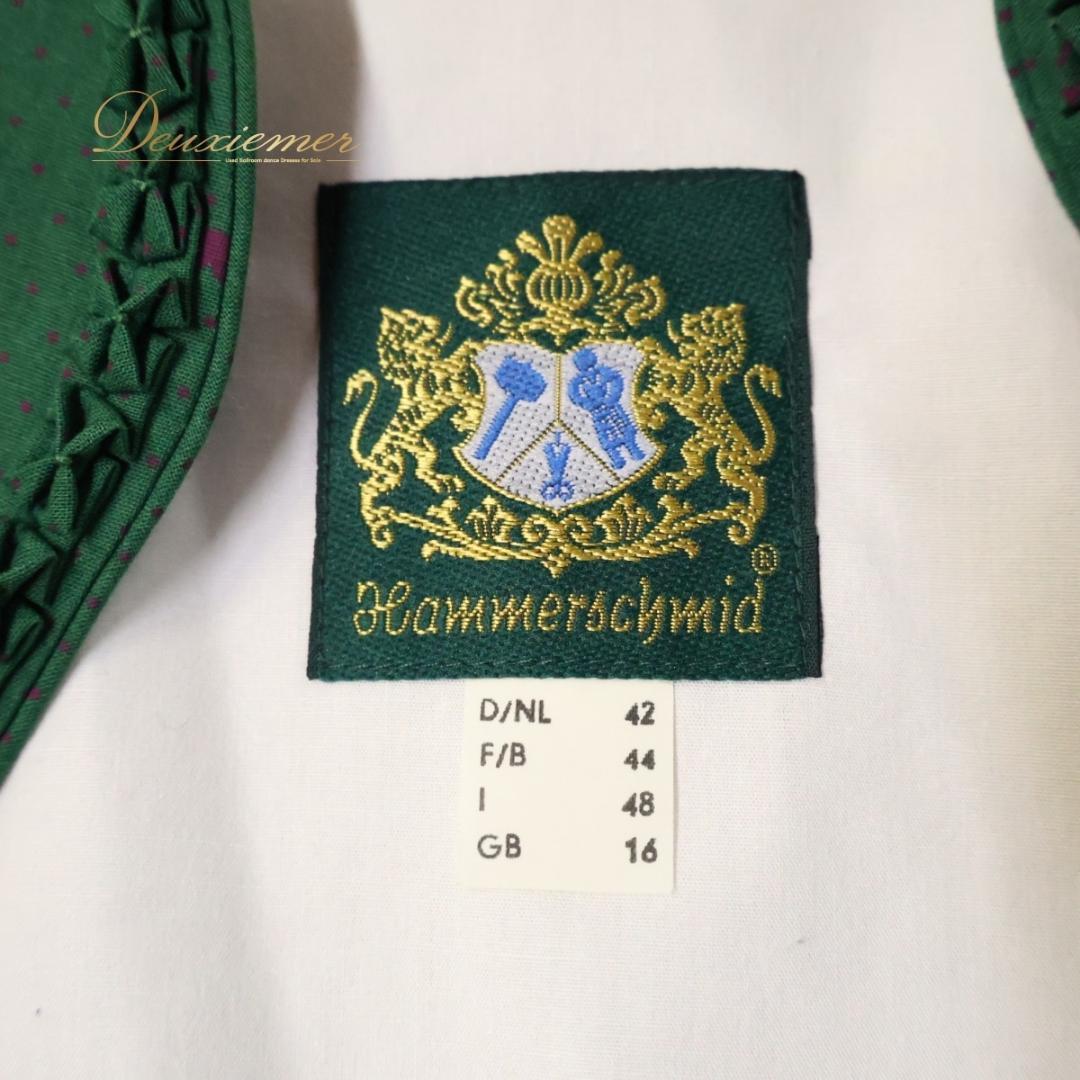 Deuxiemer
Used Ballroom dance Dresses for Sale
Hammerschmid®
D/NL 42
F/B 44
I 48
GB 16